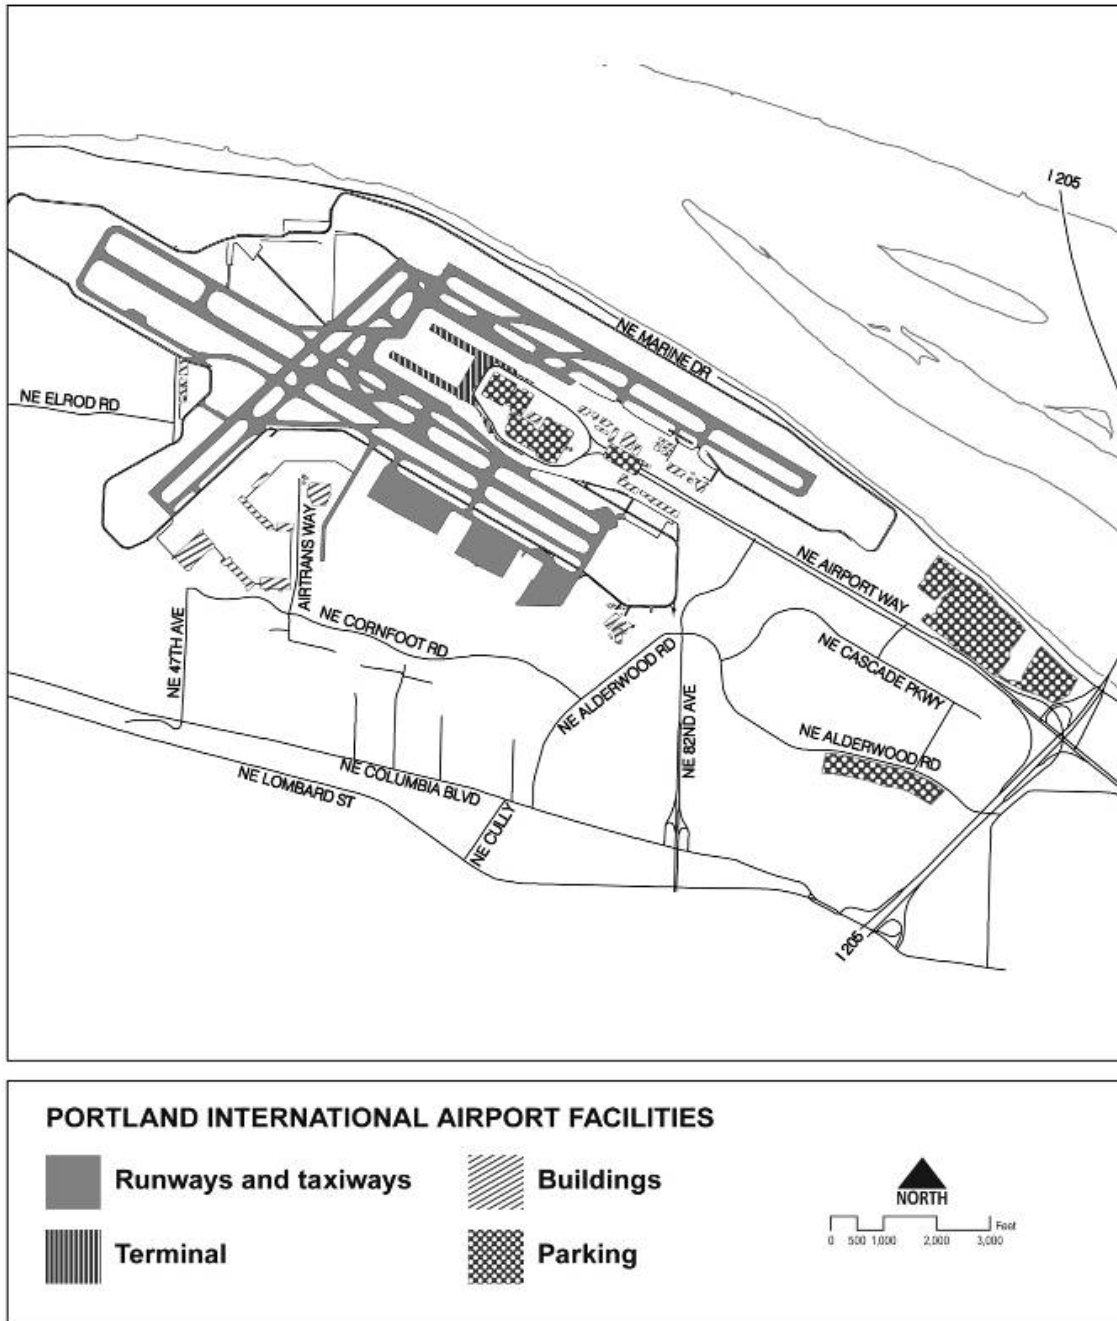 I 205
NE MARINE DR
NE ELROD RD
AIRTRANS WAY
NE AIRPORT WAY
NE 47TH AVE
NE CORNFOOT RD
NE ALDERWOOD RD
NE CASCADE PKWY
NE 82ND AVE
NE ALDERWOOD RD
NE LOMBARD ST
NE COLUMBIA BLVD
NE CULLY
I 205
PORTLAND INTERNATIONAL AIRPORT FACILITIES
Runways and taxiways
Buildings
Terminal
Parking
NORTH
Feet
0 500 1,000 2,000 3,000